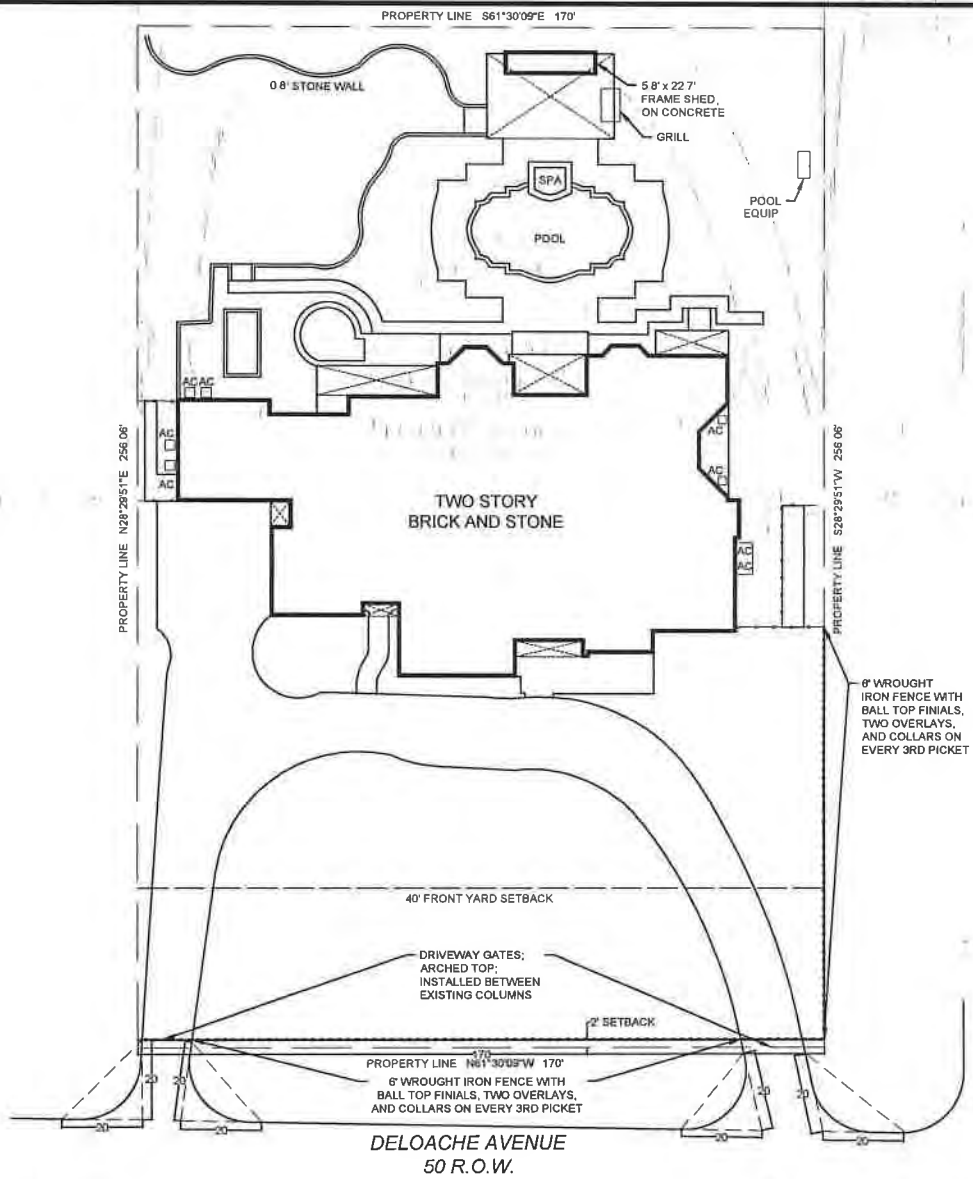 PROPERTY LINE S61°30'09"E 170'
0.8' STONE WALL
5.8' x 22.7'
FRAME SHED,
ON CONCRETE
GRILL
SPA
POOL
POOL
EQUIP
AC AC
AC
AC
AC
AC
AC
AC
PROPERTY LINE N28°29'51"E 256.06'
TWO STORY
BRICK AND STONE
PROPERTY LINE S28°29'51"W 256.06'
6' WROUGHT
IRON FENCE WITH
BALL TOP FINIALS,
TWO OVERLAYS,
AND COLLARS ON
EVERY 3RD PICKET
40' FRONT YARD SETBACK
DRIVEWAY GATES;
ARCHED TOP;
INSTALLED BETWEEN
EXISTING COLUMNS
2' SETBACK
170
PROPERTY LINE N61°30'09"W 170'
6' WROUGHT IRON FENCE WITH
BALL TOP FINIALS, TWO OVERLAYS,
AND COLLARS ON EVERY 3RD PICKET
20
20
20
20
20
20
20
20
DELOACHE AVENUE
50 R.O.W.